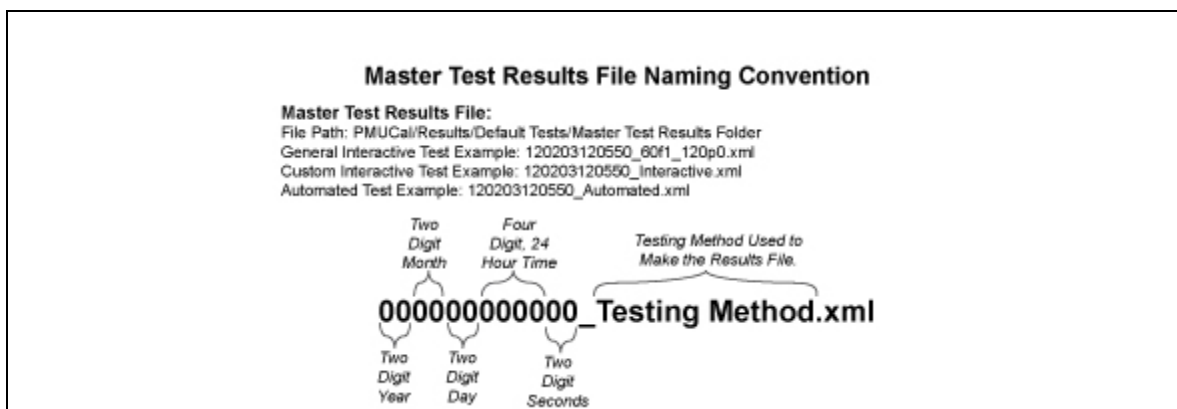 Master Test Results File Naming Convention
Master Test Results File:
File Path: PMUCal/Results/Default Tests/Master Test Results Folder
General Interactive Test Example: 120203120550_60f1_120p0.xml
Custom Interactive Test Example: 120203120550_Interactive.xml
Automated Test Example: 120203120550_Automated.xml
Two
Digit
Month
Four
Digit, 24
Hour Time
Testing Method Used to
Make the Results File.
000000000000_Testing Method.xml
Two
Digit
Year
Two
Digit
Day
Two
Digit
Seconds